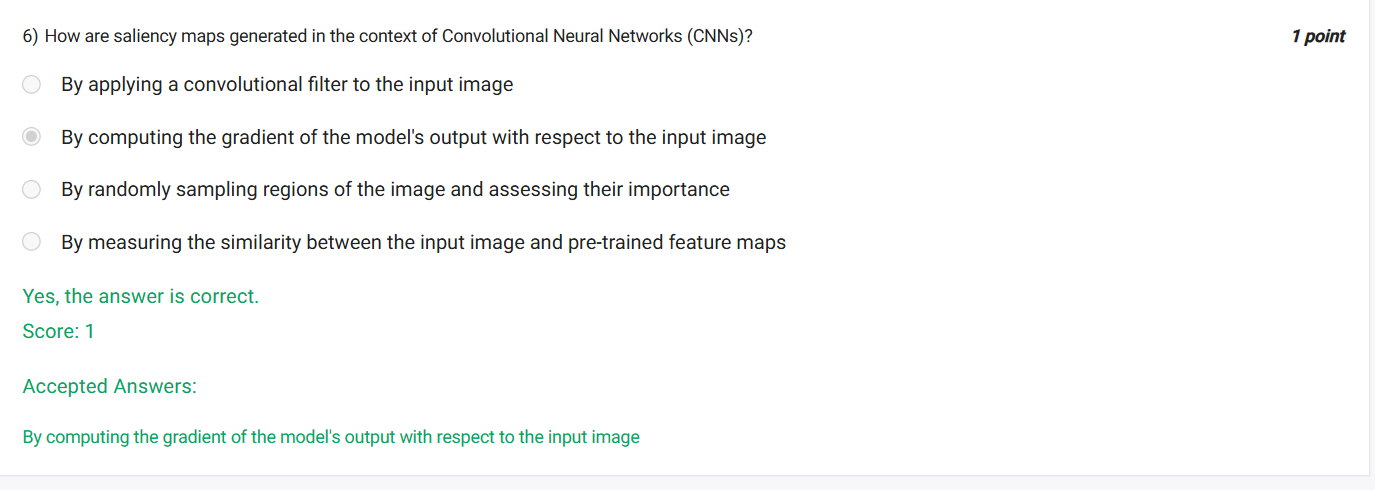 6) How are saliency maps generated in the context of Convolutional Neural Networks (CNNs)? 1 point
By applying a convolutional filter to the input image
By computing the gradient of the model's output with respect to the input image
By randomly sampling regions of the image and assessing their importance
By measuring the similarity between the input image and pre-trained feature maps
Yes, the answer is correct.
Score: 1
Accepted Answers:
By computing the gradient of the model's output with respect to the input image